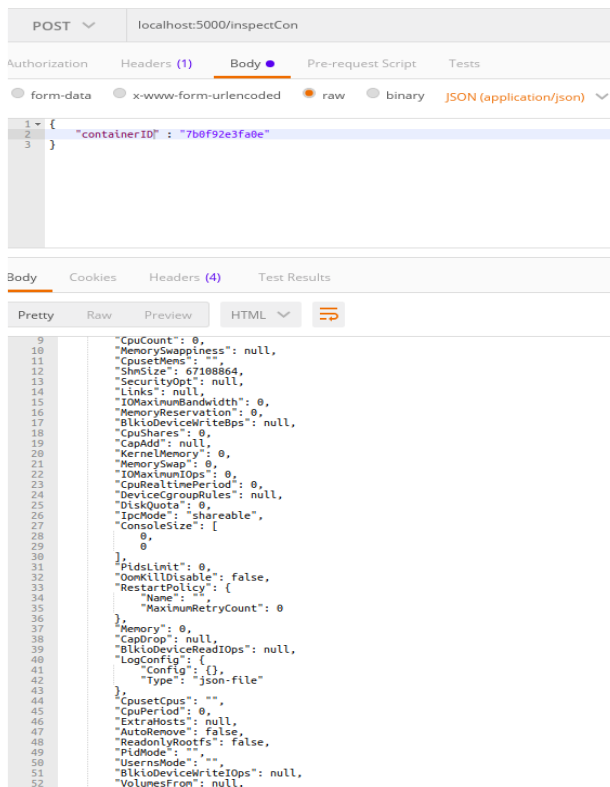 POST localhost:5000/inspectCon
Authorization Headers (1) Body Pre-request Script Tests
form-data x-www-form-urlencoded raw binary JSON (application/json)
1 {
2 "containerID" : "7b0f92e3fa0e"
3 }
Body Cookies Headers (4) Test Results
Pretty Raw Preview HTML
9 "CpuCount": 0,
10 "MemorySwappiness": null,
11 "CpusetMems": "",
12 "ShmSize": 67108864,
13 "SecurityOpt": null,
14 "Links": null,
15 "IOMaximumBandwidth": 0,
16 "MemoryReservation": 0,
17 "BlkioDeviceWriteBps": null,
18 "CpuShares": 0,
19 "CapAdd": null,
20 "KernelMemory": 0,
21 "MemorySwap": 0,
22 "IOMaximumIOps": 0,
23 "CpuRealtimePeriod": 0,
24 "DeviceCgroupRules": null,
25 "DiskQuota": 0,
26 "IpcMode": "shareable",
27 "ConsoleSize": [
28 0,
29 0
30 ],
31 "PidsLimit": 0,
32 "OomKillDisable": false,
33 "RestartPolicy": {
34 "Name": "",
35 "MaximumRetryCount": 0
36 },
37 "Memory": 0,
38 "CapDrop": null,
39 "BlkioDeviceReadIOps": null,
40 "LogConfig": {
41 "Config": {},
42 "Type": "json-file"
43 },
44 "CpusetCpus": "",
45 "CpuPeriod": 0,
46 "ExtraHosts": null,
47 "AutoRemove": false,
48 "ReadonlyRootfs": false,
49 "PidMode": "",
50 "UsernsMode": "",
51 "BlkioDeviceWriteIOps": null,
52 "VolumesFrom": null,